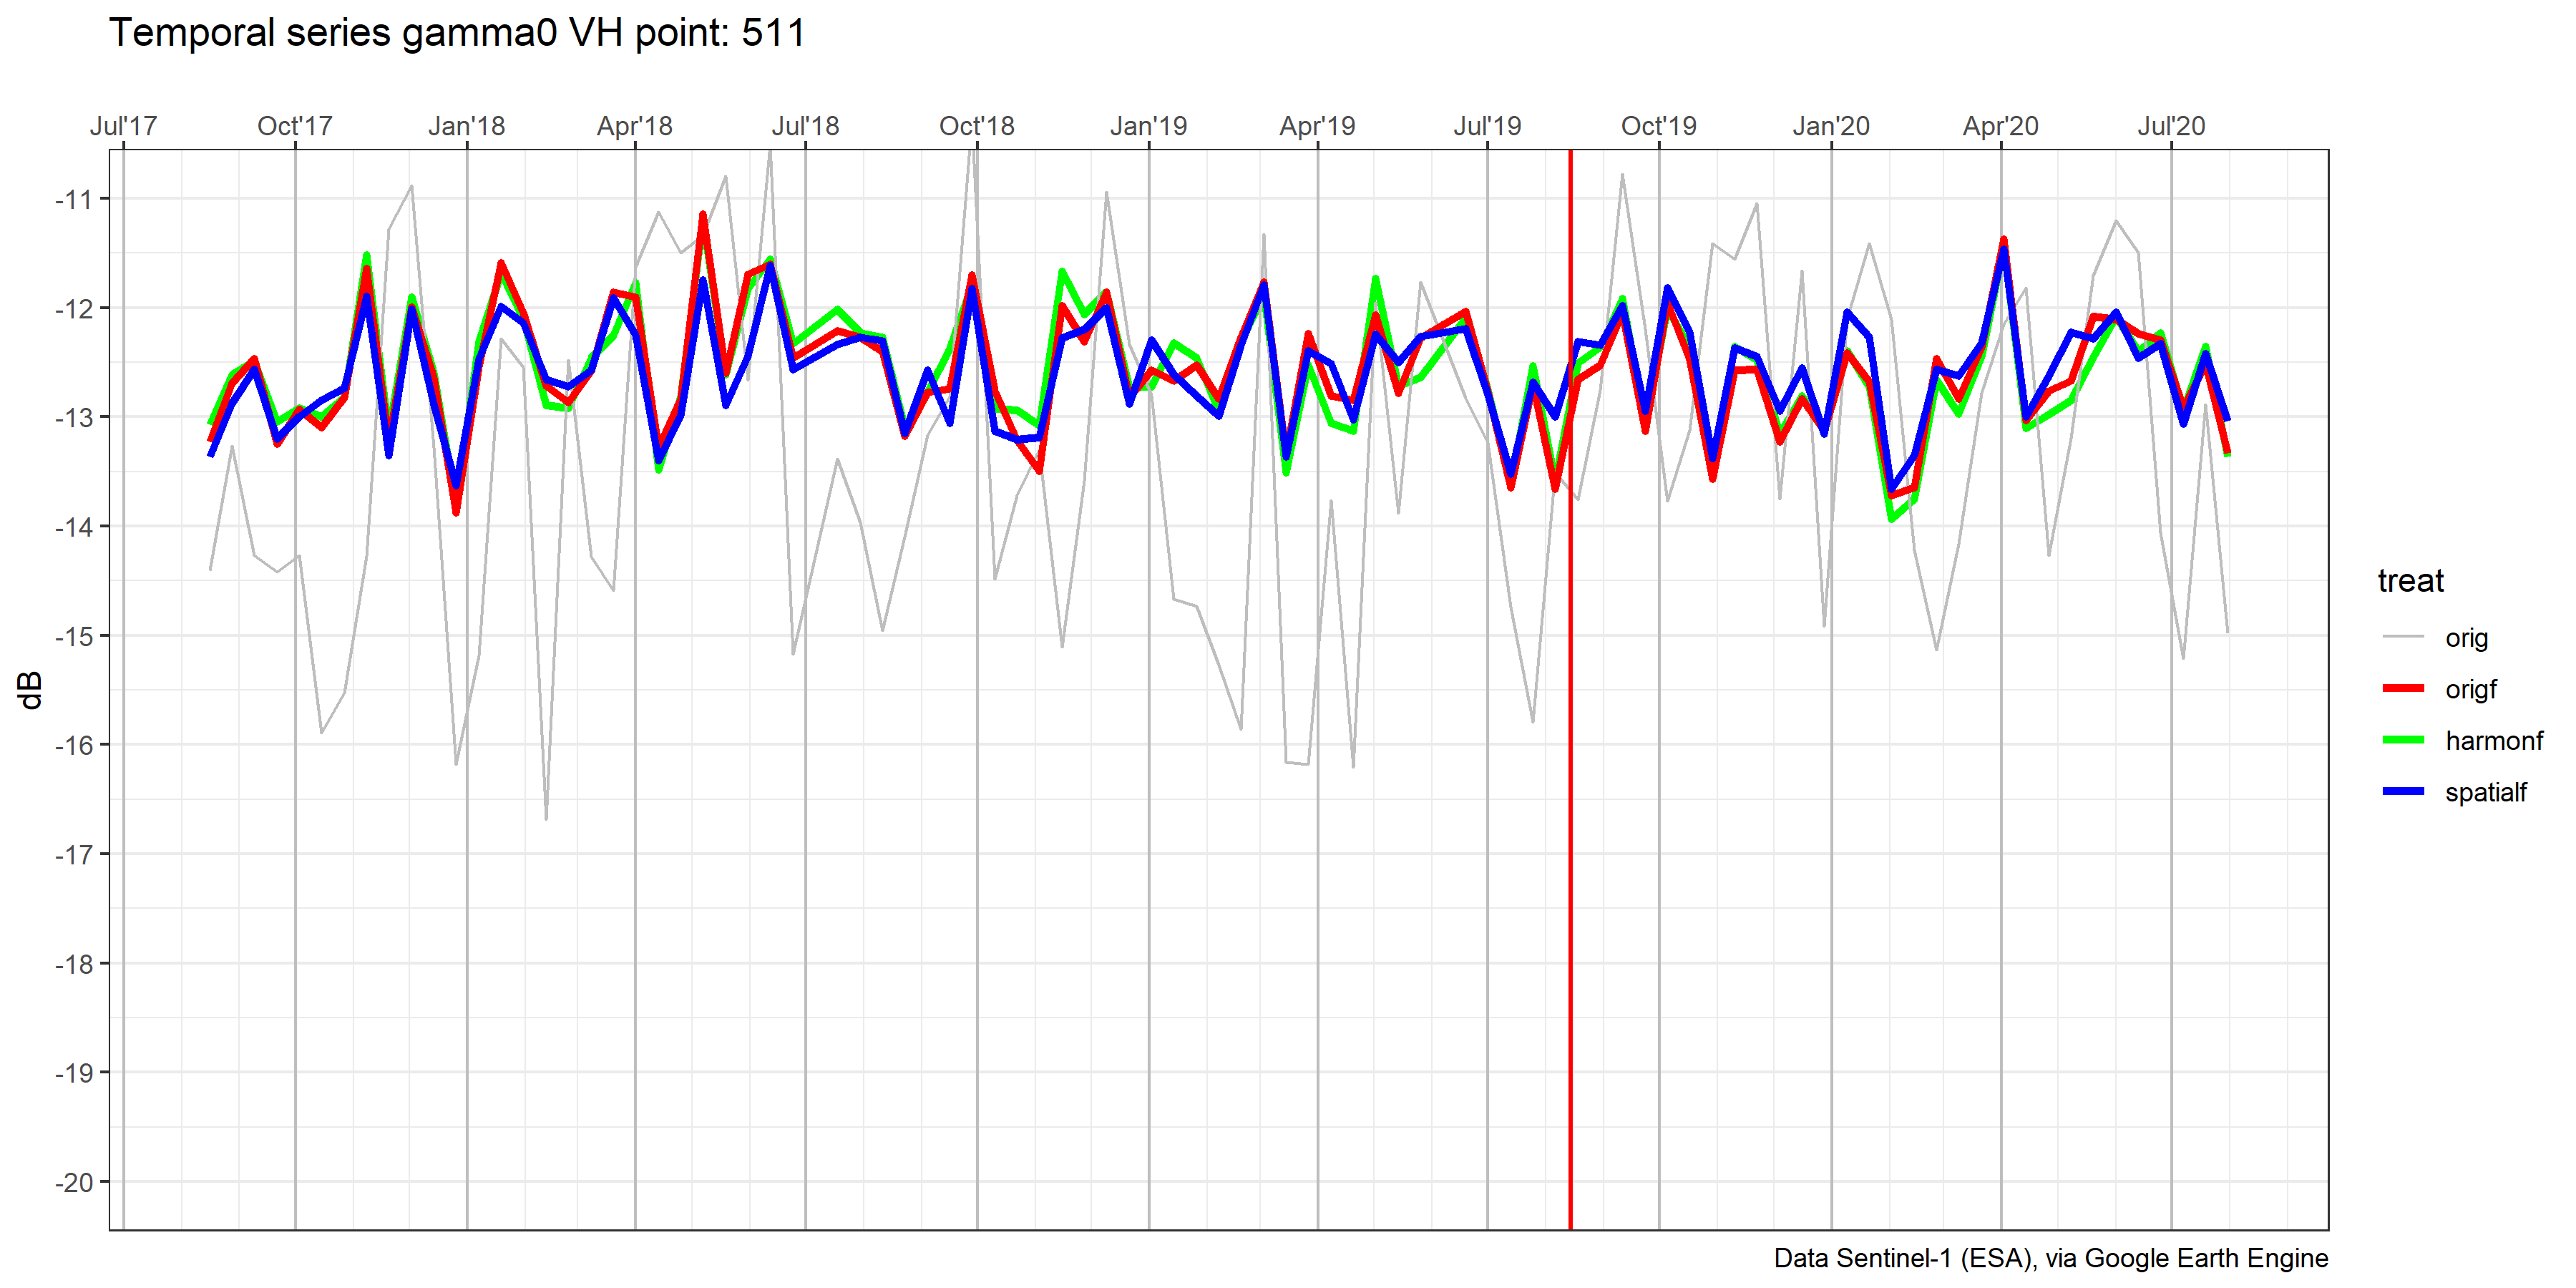 Temporal series gamma0 VH point: 511
Jul'17 Oct'17 Jan'18 Apr'18 Jul'18 Oct'18 Jan'19 Apr'19 Jul'19 Oct'19 Jan'20 Apr'20 Jul'20
-11
-12
-13
-14
-15
-16
-17
-18
-19
-20
dB
treat
orig
origf
harmonf
spatialf
Data Sentinel-1 (ESA), via Google Earth Engine